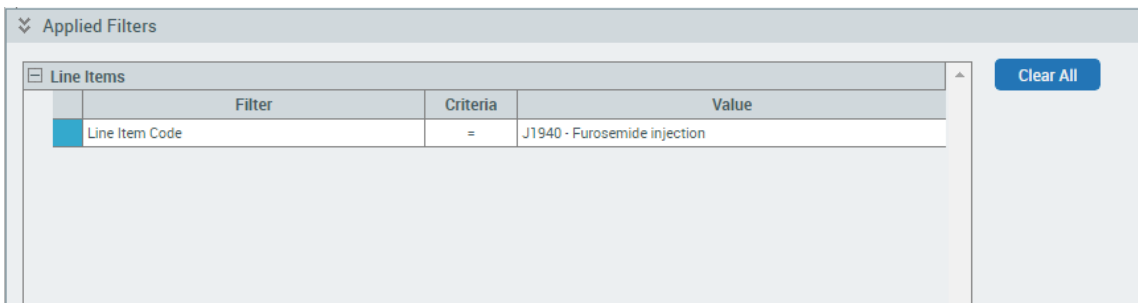 Applied Filters
Line Items
Clear All
Filter Criteria Value
Line Item Code = J1940 - Furosemide injection